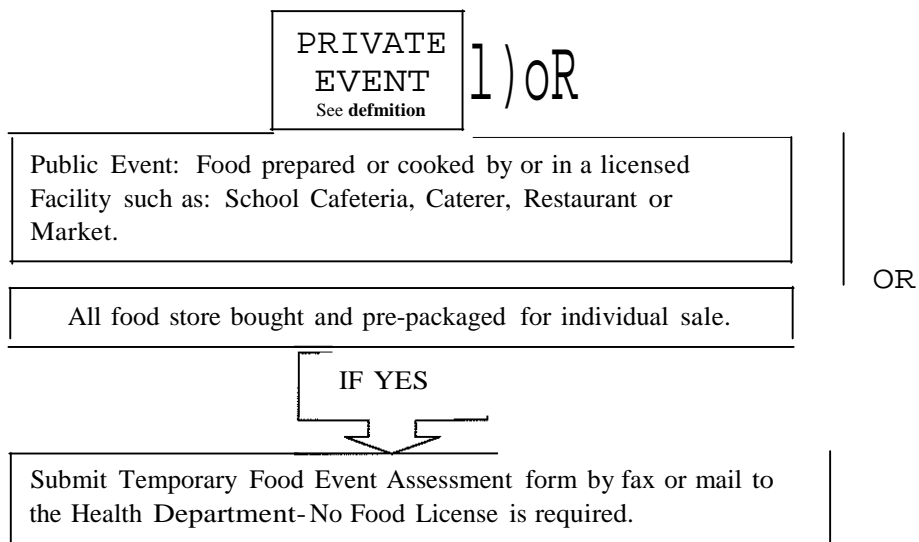 PRIVATE
EVENT
See defmition
l)oR
Public Event: Food prepared or cooked by or in a licensed
Facility such as: School Cafeteria, Caterer, Restaurant or
Market.
OR
All food store bought and pre-packaged for individual sale.
IF YES
Submit Temporary Food Event Assessment form by fax or mail to
the Health Department-No Food License is required.